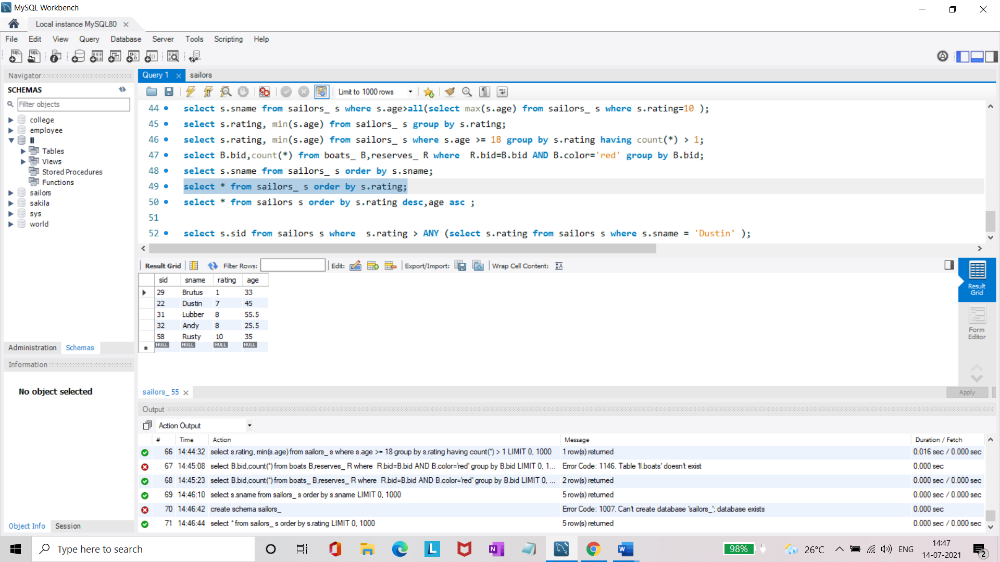 MySQL Workbench
Local instance MySQL80
File Edit View Query Database Server Tools Scripting Help
Navigator
SCHEMAS
Filter objects
college
employee
ll
Tables
Views
Stored Procedures
Functions
sailors
sakila
sys
world
Administration Schemas
Information
No object selected
Object Info Session
Query 1 sailors
Limit to 1000 rows
44 select s.sname from sailors_ s where s.age>all(select max(s.age) from sailors_ s where s.rating=10 );
45 select s.rating, min(s.age) from sailors_ s group by s.rating;
46 select s.rating, min(s.age) from sailors_ s where s.age >= 18 group by s.rating having count(*) > 1;
47 select B.bid,count(*) from boats_ B,reserves_ R where  R.bid=B.bid AND B.color='red' group by B.bid;
48 select s.sname from sailors_ s order by s.sname;
49 select * from sailors_ s order by s.rating;
50 select * from sailors s order by s.rating desc,age asc ;
51
52 select s.sid from sailors s where  s.rating > ANY (select s.rating from sailors s where s.sname = 'Dustin' );
Result Grid Filter Rows: Edit: Export/Import: Wrap Cell Content:
sid sname rating age
29 Brutus 1 33
22 Dustin 7 45
31 Lubber 8 55.5
32 Andy 8 25.5
58 Rusty 10 35
NULL NULL NULL NULL
Result Grid
Form Editor
sailors_ 55
Apply
Output
Action Output
# Time Action Message Duration / Fetch
66 14:44:32 select s.rating, min(s.age) from sailors_ s where s.age >= 18 group by s.rating having count(*) > 1 LIMIT 0, 1000 1 row(s) returned 0.016 sec / 0.000 sec
67 14:45:08 select B.bid,count(*) from boats B,reserves_ R where  R.bid=B.bid AND B.color='red' group by B.bid LIMIT 0, 1... Error Code: 1146. Table 'll.boats' doesn't exist 0.000 sec
68 14:45:23 select B.bid,count(*) from boats_ B,reserves_ R where  R.bid=B.bid AND B.color='red' group by B.bid LIMIT 0, ... 2 row(s) returned 0.000 sec / 0.000 sec
69 14:46:10 select s.sname from sailors_ s order by s.sname LIMIT 0, 1000 5 row(s) returned 0.000 sec / 0.000 sec
70 14:46:42 create schema sailors_ Error Code: 1007. Can't create database 'sailors_'; database exists 0.000 sec
71 14:46:44 select * from sailors_ s order by s.rating LIMIT 0, 1000 5 row(s) returned 0.000 sec / 0.000 sec
Type here to search
98%
26°C
ENG
14:47
14-07-2021
2